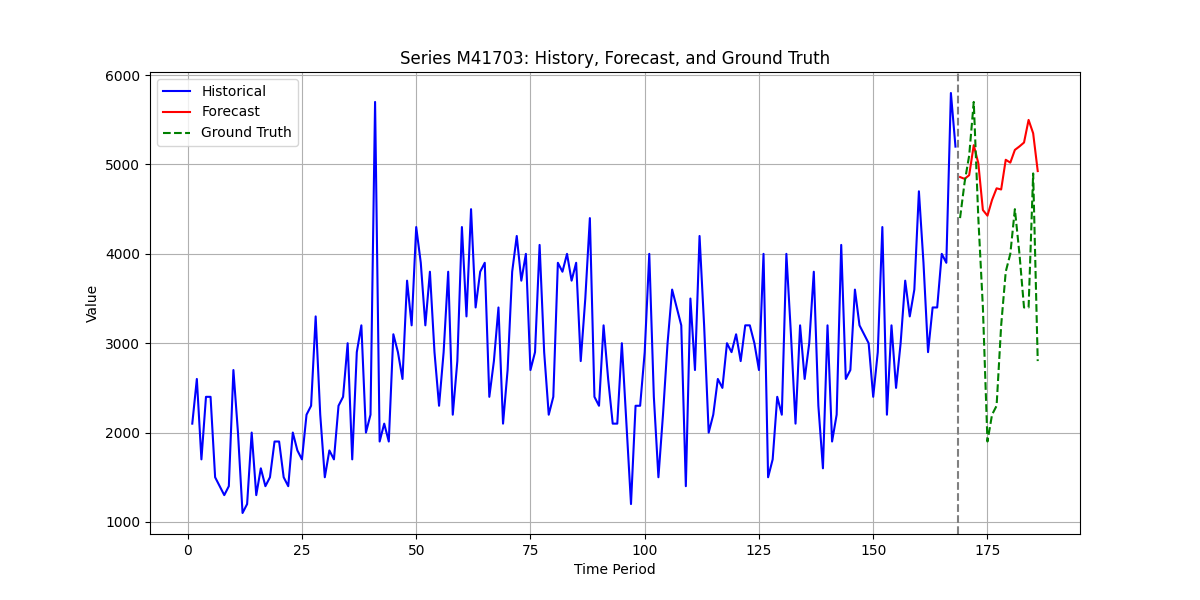 Series M41703: History, Forecast, and Ground Truth
Historical
Forecast
Ground Truth
6000
5000
4000
3000
2000
1000
Value
0
25
50
75
100
125
150
175
Time Period